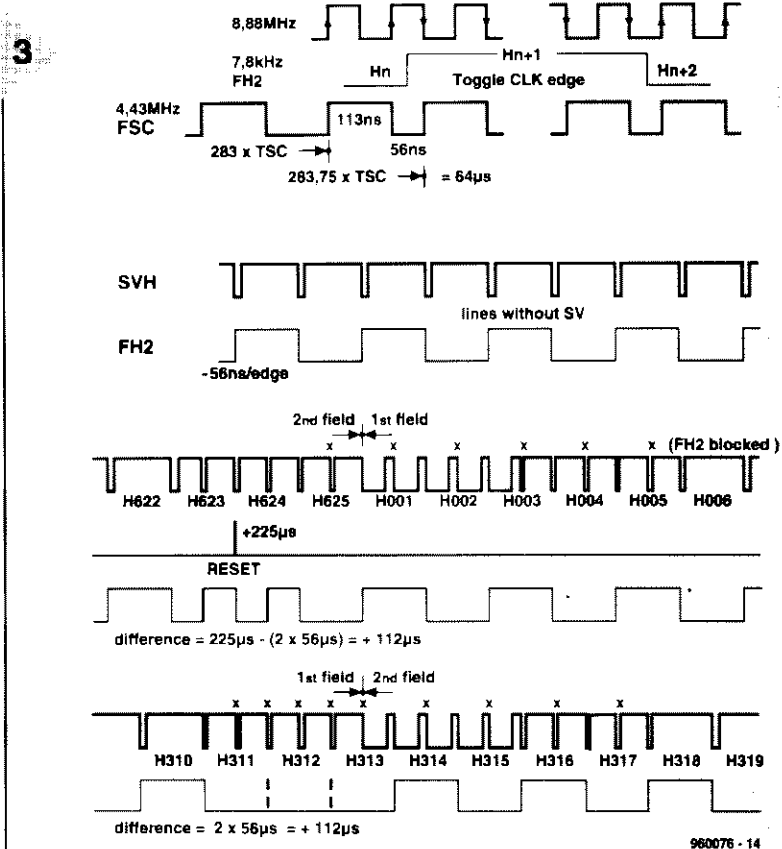 3
8,88MHz
7,8kHz
FH2
Hn
Hn+1
Toggle CLK edge
Hn+2
4,43MHz
FSC
113ns
283 x TSC
56ns
283,75 x TSC
= 64µs
SVH
lines without SV
FH2
-56ns/edge
2nd field 1st field
x x x x x x (FH2 blocked )
H622 H623 H624 H625 H001 H002 H003 H004 H005 H006
+225µs
RESET
difference = 225µs - (2 x 56µs) = + 112µs
1st field 2nd field
x x x x x x x x x
H310 H311 H312 H313 H314 H315 H316 H317 H318 H319
difference = 2 x 56µs = + 112µs
960076 - 14